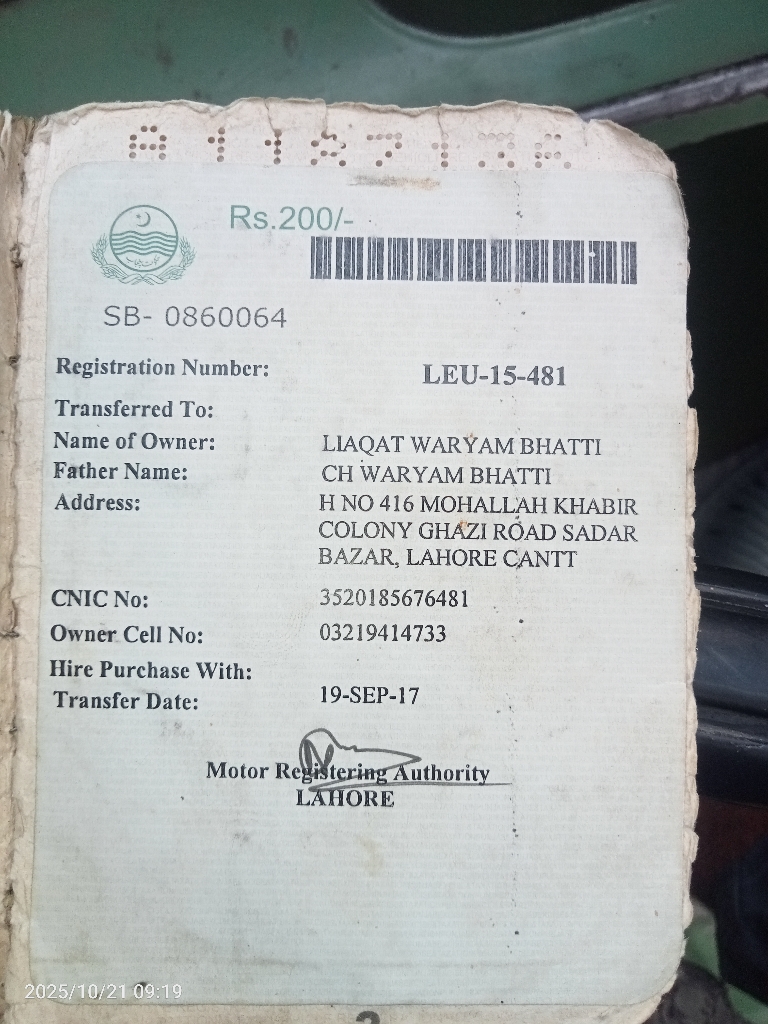 Rs.200/-
SB- 0860064
Registration Number: LEU-15-481
Transferred To:
Name of Owner: LIAQAT WARYAM BHATTI
Father Name: CH WARYAM BHATTI
Address: H NO 416 MOHALLAH KHABIR
COLONY GHAZI ROAD SADAR
BAZAR, LAHORE CANTT
CNIC No: 3520185676481
Owner Cell No: 03219414733
Hire Purchase With:
Transfer Date: 19-SEP-17
Motor Registering Authority
LAHORE
2025/10/21 09:19